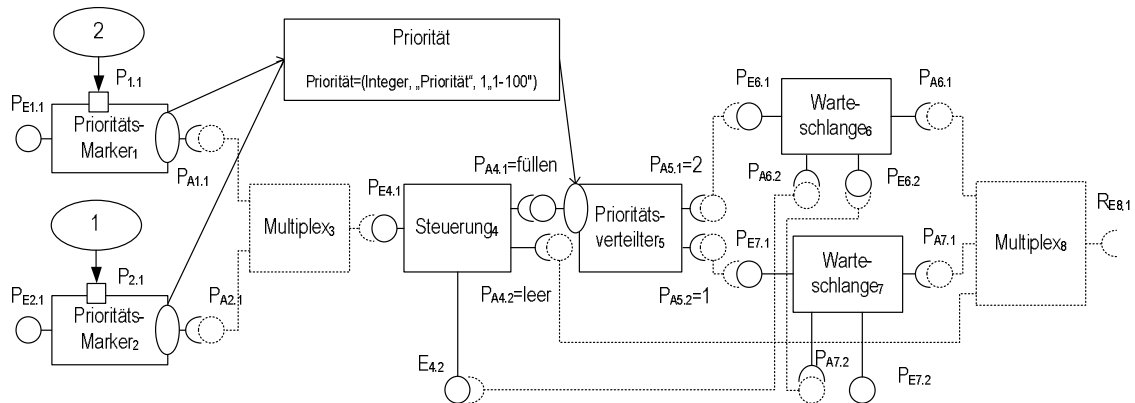 2
P1.1
PE1.1
Prioritäts-
Marker1
PA1.1
1
P2.1
PE2.1
Prioritäts-
Marker2
PA2.1
Priorität
Priorität=(Integer, „Priorität“, 1„1-100")
Multiplex3
PE4.1
Steuerung4
PA4.1=füllen
PA4.2=leer
E4.2
Prioritäts-
verteilter5
PA5.1=2
PA5.2=1
PE6.1
Warte-
schlange6
PA6.1
PA6.2
PE6.2
PE7.1
Warte-
schlange7
PA7.1
PA7.2
PE7.2
Multiplex8
RE8.1